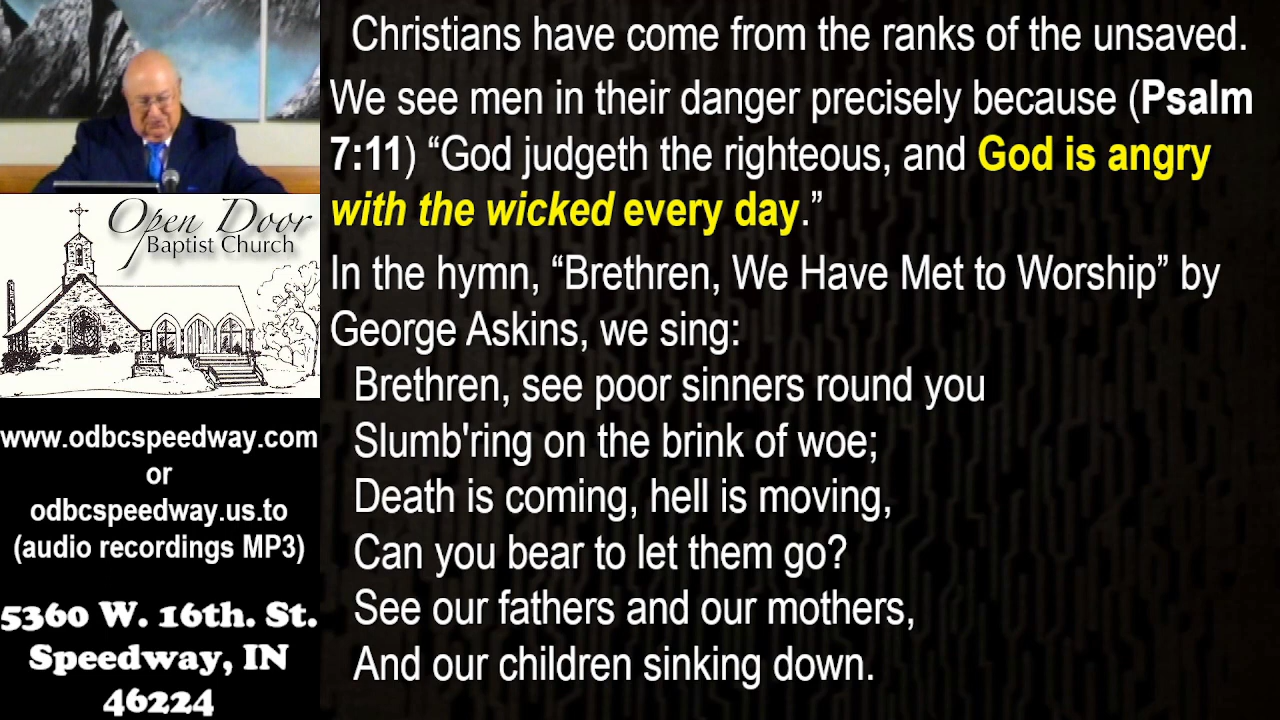 Christians have come from the ranks of the unsaved.
We see men in their danger precisely because (Psalm
7:11) “God judgeth the righteous, and God is angry
with the wicked every day.”
In the hymn, “Brethren, We Have Met to Worship” by
George Askins, we sing:
Brethren, see poor sinners round you
Slumb'ring on the brink of woe;
Death is coming, hell is moving,
Can you bear to let them go?
See our fathers and our mothers,
And our children sinking down.
Open Door
Baptist Church
www.odbcspeedway.com
or
odbcspeedway.us.to
(audio recordings MP3)
5360 W. 16th. St.
Speedway, IN
46224